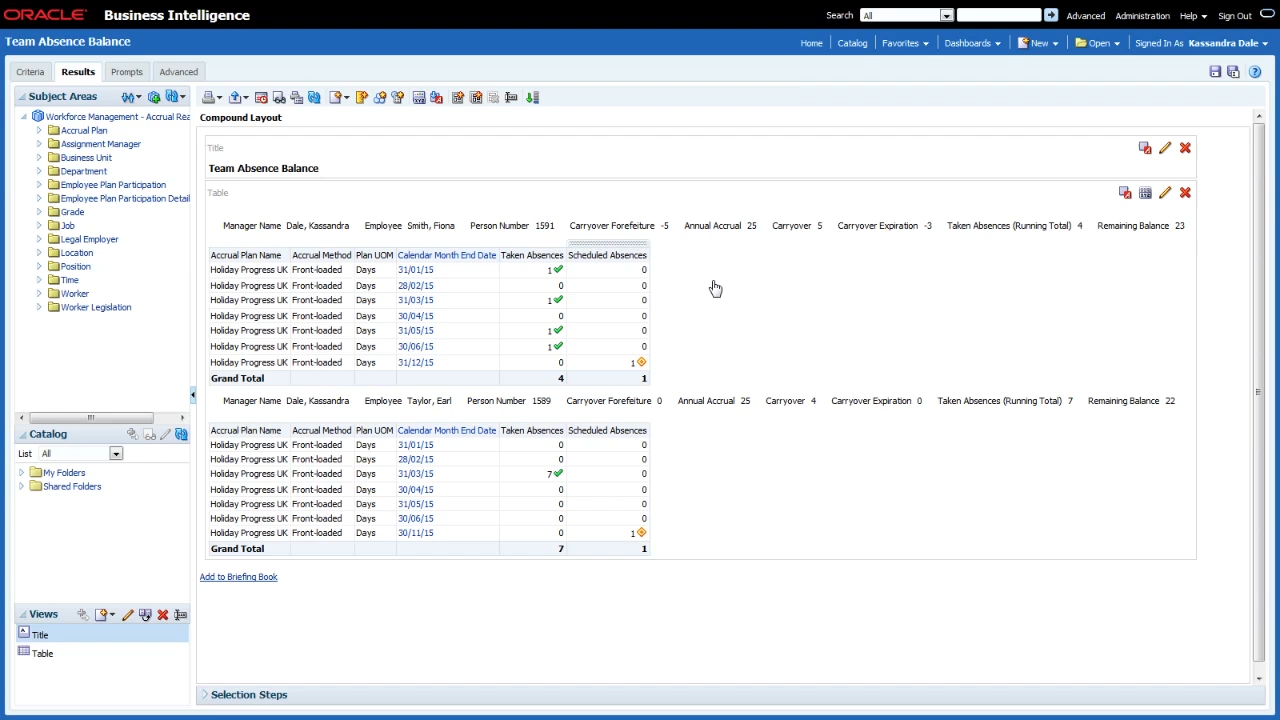 ORACLE Business Intelligence Search All Advanced Administration Help Sign Out
Team Absence Balance Home Catalog Favorites Dashboards New Open Signed In As Kassandra Dale
Criteria Results Prompts Advanced
Subject Areas
Workforce Management - Accrual Rea
Accrual Plan
Assignment Manager
Business Unit
Department
Employee Plan Participation
Employee Plan Participation Detail
Grade
Job
Legal Employer
Location
Position
Time
Worker
Worker Legislation
Catalog
List All
My Folders
Shared Folders
Views
Title
Table
Compound Layout
Title
Team Absence Balance
Table
Manager Name Dale, Kassandra Employee Smith, Fiona Person Number 1591 Carryover Forefeiture -5 Annual Accrual 25 Carryover 5 Carryover Expiration -3 Taken Absences (Running Total) 4 Remaining Balance 23
Accrual Plan Name Accrual Method Plan UOM Calendar Month End Date Taken Absences Scheduled Absences
Holiday Progress UK Front-loaded Days 31/01/15 1 0
Holiday Progress UK Front-loaded Days 28/02/15 0 0
Holiday Progress UK Front-loaded Days 31/03/15 1 0
Holiday Progress UK Front-loaded Days 30/04/15 0 0
Holiday Progress UK Front-loaded Days 31/05/15 1 0
Holiday Progress UK Front-loaded Days 30/06/15 1 0
Holiday Progress UK Front-loaded Days 31/12/15 0 1
Grand Total 4 1
Manager Name Dale, Kassandra Employee Taylor, Earl Person Number 1589 Carryover Forefeiture 0 Annual Accrual 25 Carryover 4 Carryover Expiration 0 Taken Absences (Running Total) 7 Remaining Balance 22
Accrual Plan Name Accrual Method Plan UOM Calendar Month End Date Taken Absences Scheduled Absences
Holiday Progress UK Front-loaded Days 31/01/15 0 0
Holiday Progress UK Front-loaded Days 28/02/15 0 0
Holiday Progress UK Front-loaded Days 31/03/15 7 0
Holiday Progress UK Front-loaded Days 30/04/15 0 0
Holiday Progress UK Front-loaded Days 31/05/15 0 0
Holiday Progress UK Front-loaded Days 30/06/15 0 0
Holiday Progress UK Front-loaded Days 30/11/15 0 1
Grand Total 7 1
Add to Briefing Book
Selection Steps